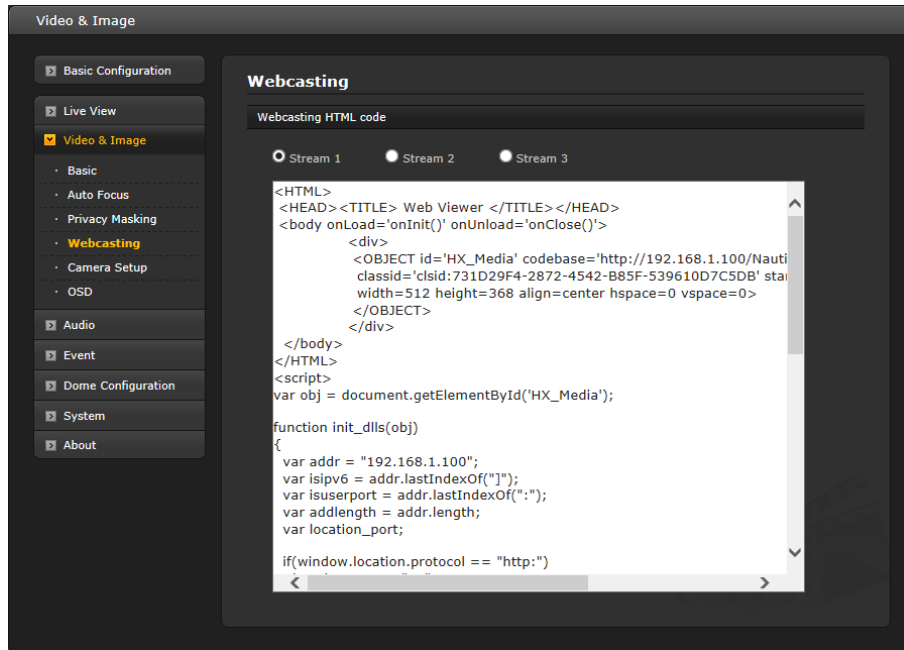 Video & Image
Basic Configuration
Live View
Video & Image
Basic
Auto Focus
Privacy Masking
Webcasting
Camera Setup
OSD
Audio
Event
Dome Configuration
System
About
Webcasting
Webcasting HTML code
Stream 1 Stream 2 Stream 3
<HTML>
<HEAD><TITLE> Web Viewer </TITLE></HEAD>
<body onLoad='onInit()' onUnload='onClose()'>
<div>
<OBJECT id='HX_Media' codebase='http://192.168.1.100/Nauti
classid='clsid:731D29F4-2872-4542-B85F-539610D7C5DB' star
width=512 height=368 align=center hspace=0 vspace=0>
</OBJECT>
</div>
</body>
</HTML>
<script>
var obj = document.getElementById('HX_Media');
function init_dlls(obj)
{
var addr = "192.168.1.100";
var isipv6 = addr.lastIndexOf("]");
var isuserport = addr.lastIndexOf(":");
var addlength = addr.length;
var location_port;
if(window.location.protocol == "http:")